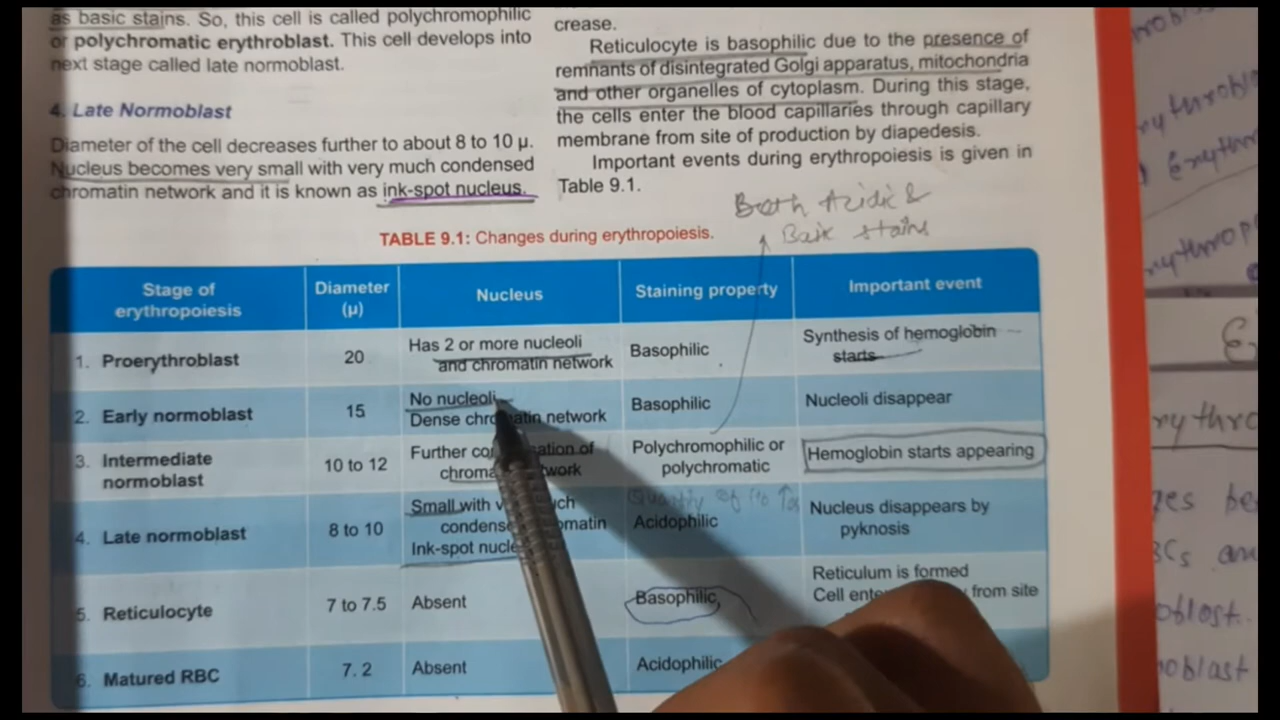 as basic stains. So, this cell is called polychromophilic
or polychromatic erythroblast. This cell develops into
next stage called late normoblast.
4. Late Normoblast
Diameter of the cell decreases further to about 8 to 10 µ.
Nucleus becomes very small with very much condensed
chromatin network and it is known as ink-spot nucleus.
crease.
Reticulocyte is basophilic due to the presence of
remnants of disintegrated Golgi apparatus, mitochondria
and other organelles of cytoplasm. During this stage,
the cells enter the blood capillaries through capillary
membrane from site of production by diapedesis.
Important events during erythropoiesis is given in
Table 9.1.
Both Acidic &
Basic stains
TABLE 9.1: Changes during erythropoiesis.
Stage of erythropoiesis Diameter (µ) Nucleus Staining property Important event
1. Proerythroblast 20 Has 2 or more nucleoli and chromatin network Basophilic Synthesis of hemoglobin starts
2. Early normoblast 15 No nucleoli Dense chromatin network Basophilic Nucleoli disappear
3. Intermediate normoblast 10 to 12 Further of network Polychromophilic or polychromatic Hemoglobin starts appearing
4. Late normoblast 8 to 10 Small with Ink-spot Acidophilic Nucleus disappears by pyknosis
Quantity of Hb
5. Reticulocyte 7 to 7.5 Absent Basophilic Reticulum is formed Cell from site
6. Matured RBC 7.2 Absent Acidophilic